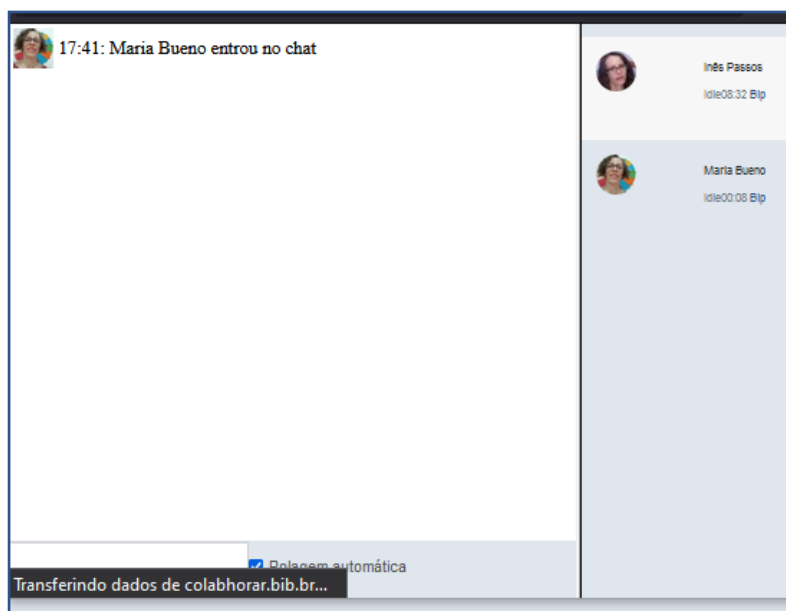 17:41: Maria Bueno entrou no chat
Inês Passos
Idle08:32 Bip
Maria Bueno
Idle00:08 Bip
Rolagem automática
Transferindo dados de colabhorar.bib.br...